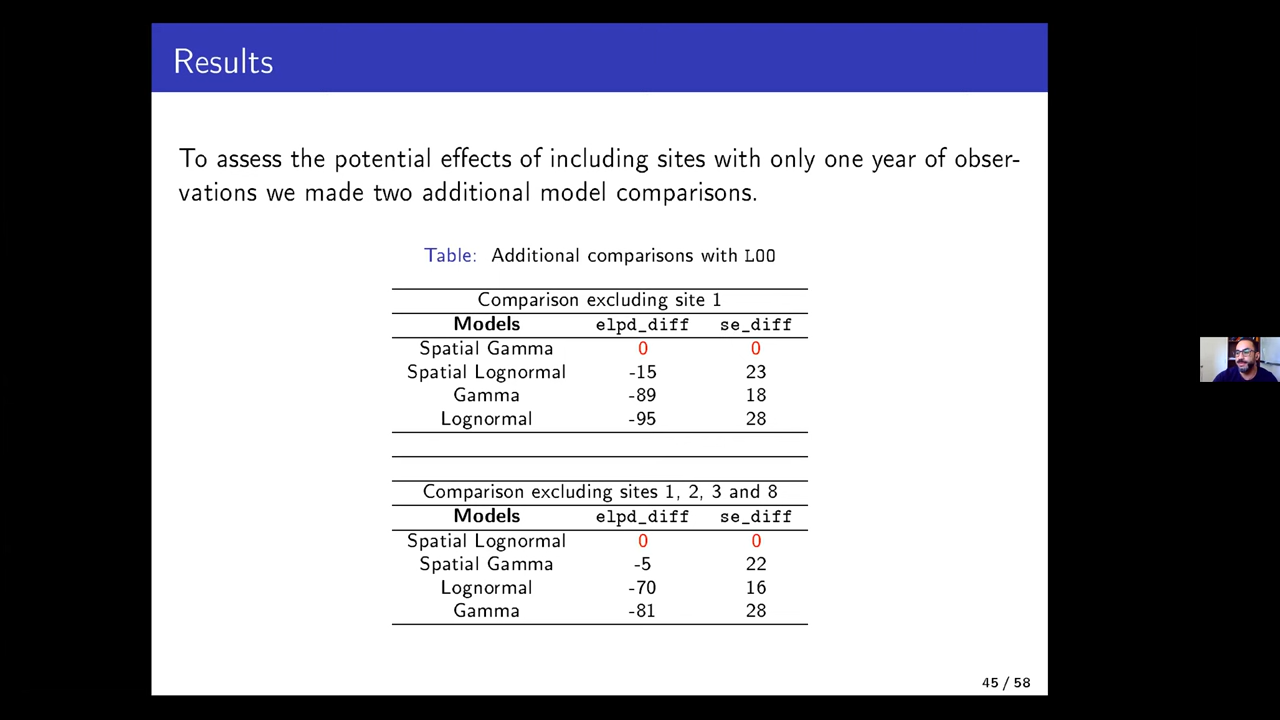 Results
To assess the potential effects of including sites with only one year of obser-
vations we made two additional model comparisons.
Table: Additional comparisons with LOO
Comparison excluding site 1
Models elpd_diff se_diff
Spatial Gamma 0 0
Spatial Lognormal -15 23
Gamma -89 18
Lognormal -95 28
Comparison excluding sites 1, 2, 3 and 8
Models elpd_diff se_diff
Spatial Lognormal 0 0
Spatial Gamma -5 22
Lognormal -70 16
Gamma -81 28
45 / 58